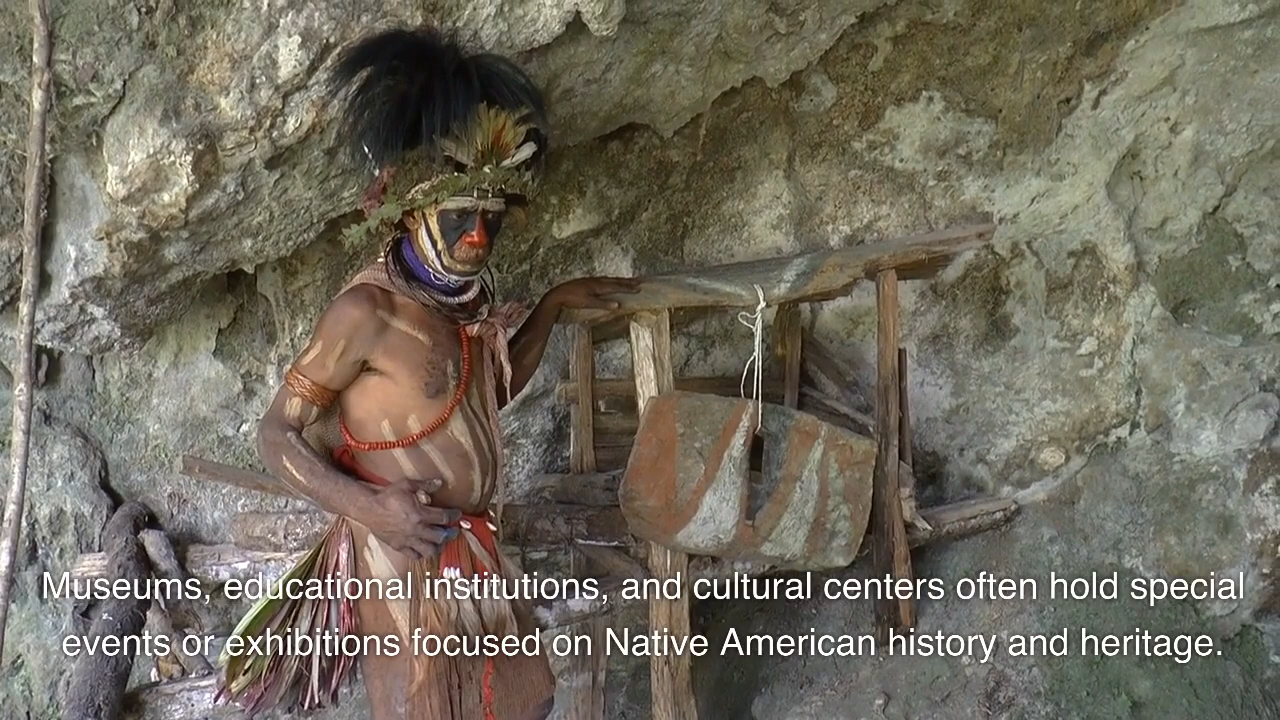 Museums, educational institutions, and cultural centers often hold special
events or exhibitions focused on Native American history and heritage.